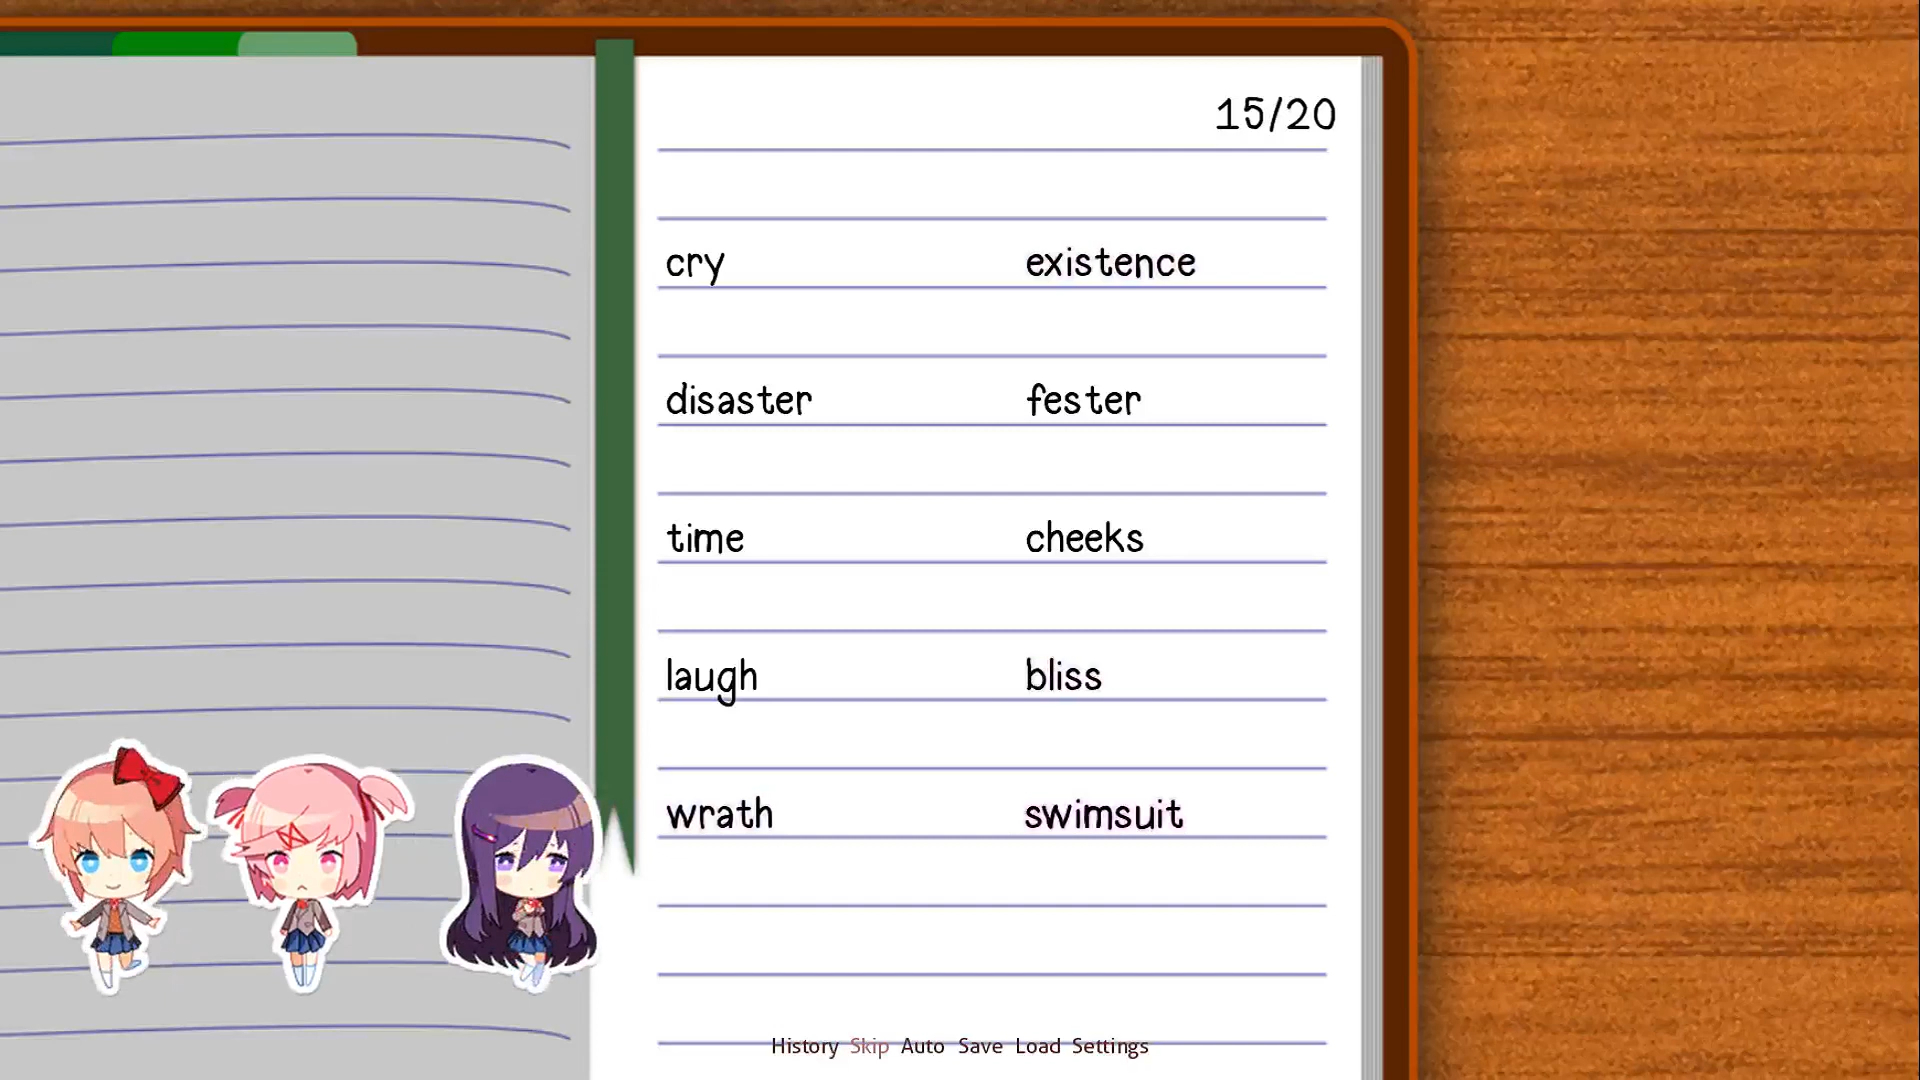 15/20
cry existence
disaster fester
time cheeks
laugh bliss
wrath swimsuit
History Skip Auto Save Load Settings